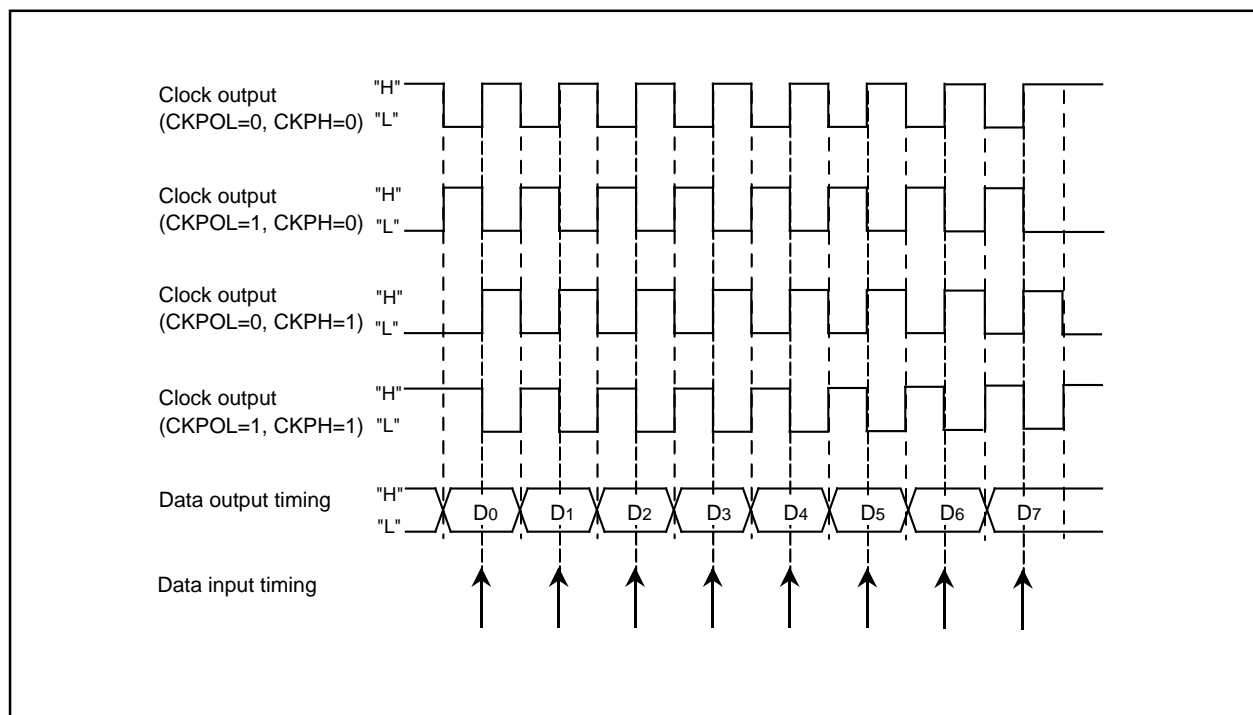 Clock output
(CKPOL=0, CKPH=0)
"H"
"L"
Clock output
(CKPOL=1, CKPH=0)
"H"
"L"
Clock output
(CKPOL=0, CKPH=1)
"H"
"L"
Clock output
(CKPOL=1, CKPH=1)
"H"
"L"
Data output timing
"H"
"L"
D0 D1 D2 D3 D4 D5 D6 D7
Data input timing